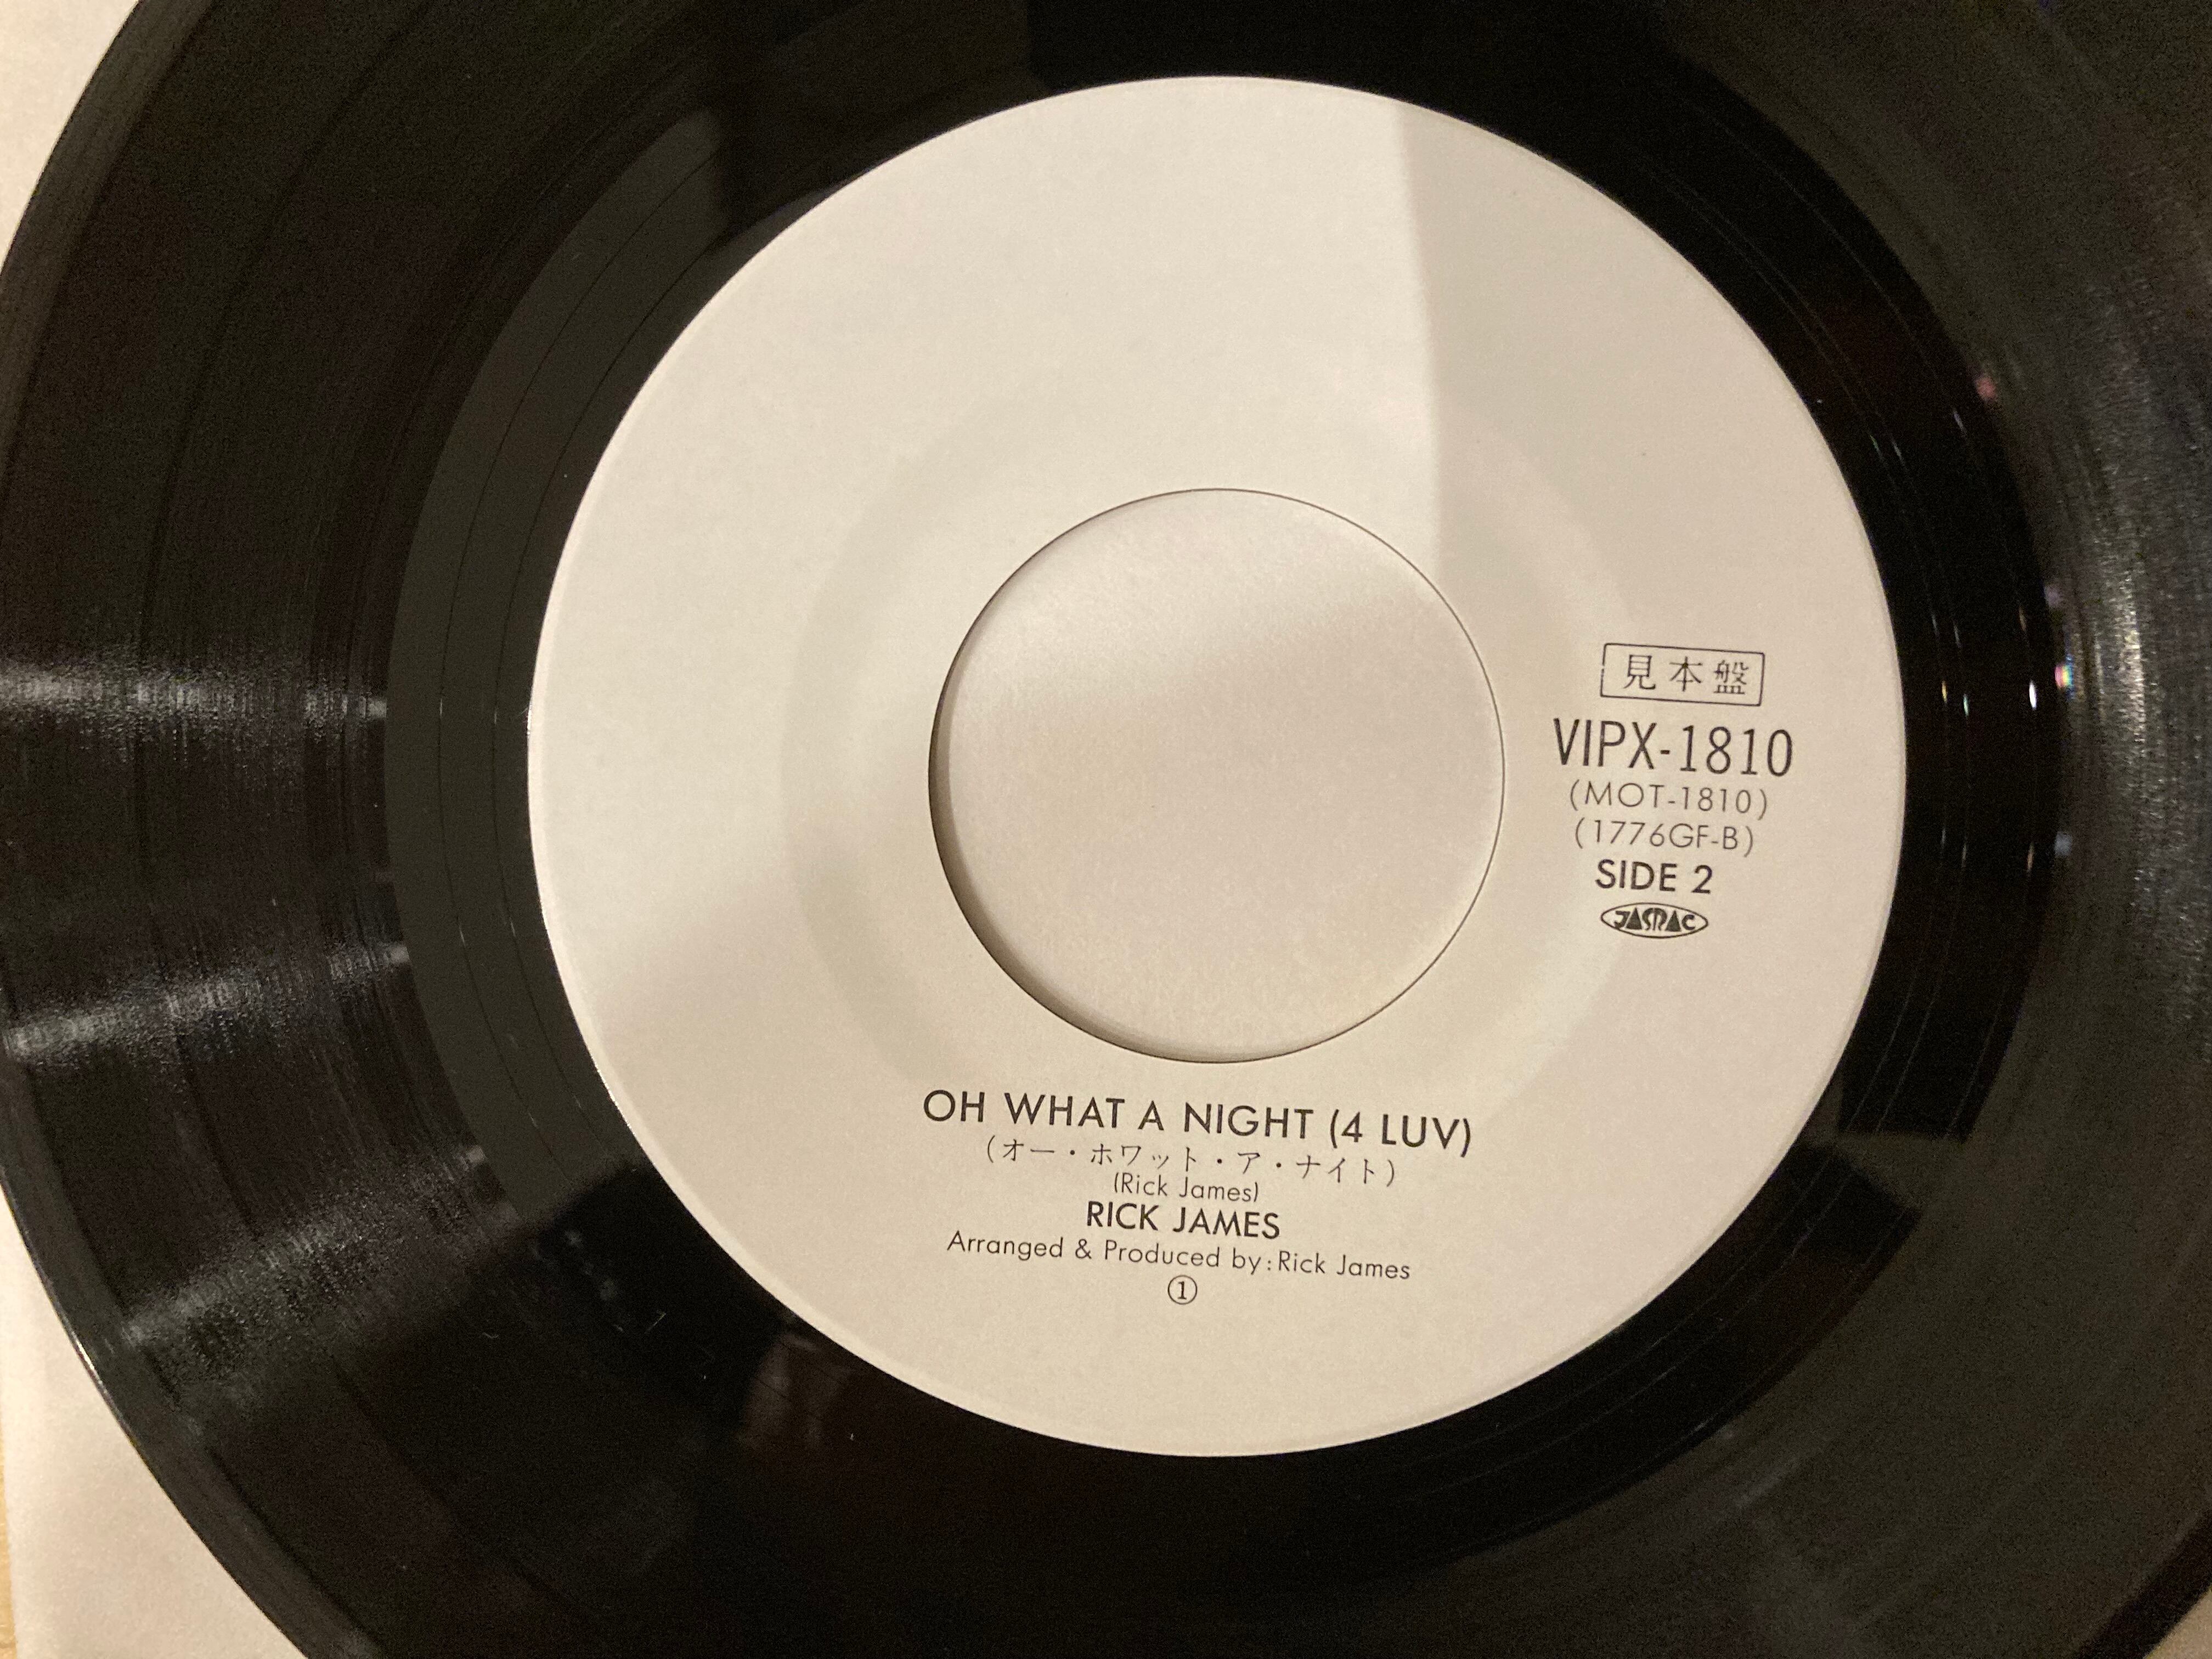 見本盤
VIPX-1810
(MOT-1810)
(1776GF-B)
SIDE 2
JASRAC
OH WHAT A NIGHT (4 LUV)
(オー・ホワット・ア・ナイト)
(Rick James)
RICK JAMES
Arranged & Produced by:Rick James
①